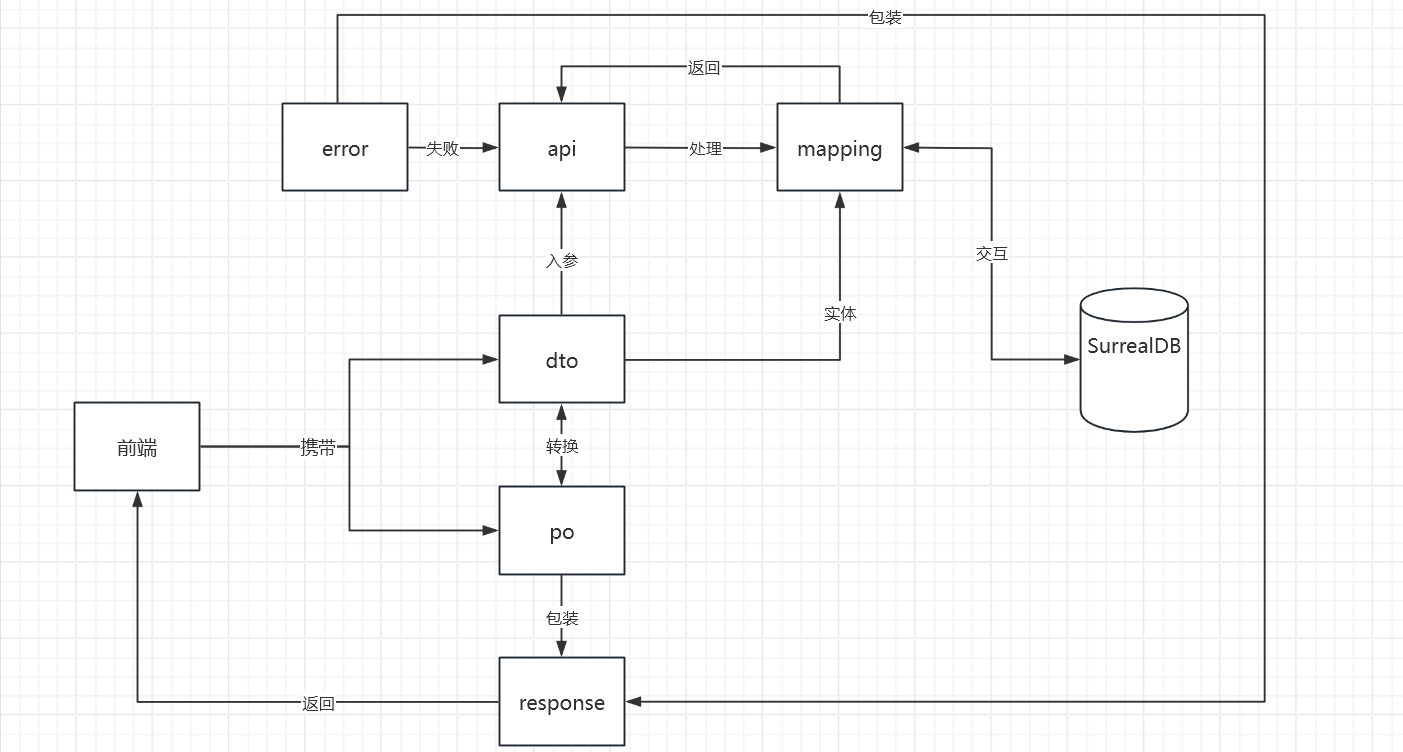 包装
返回
error
失败
api
处理
mapping
入参
交互
实体
SurrealDB
dto
前端
携带
转换
po
包装
返回
response